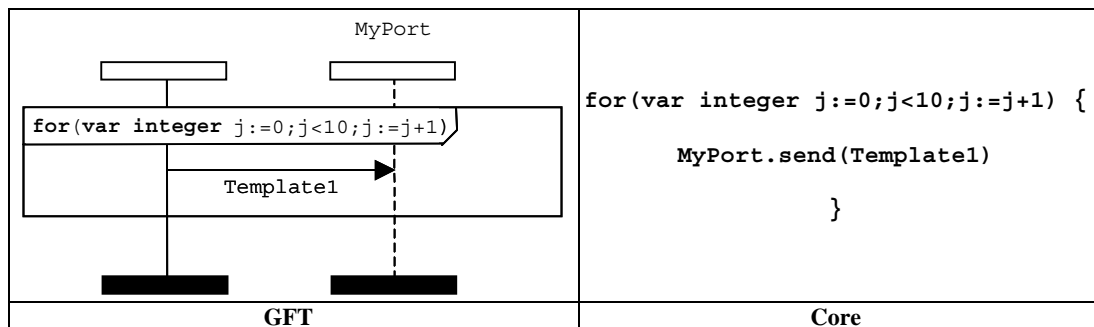 MyPort
for(var integer j:=0;j<10;j:=j+1)
Template1
for(var integer j:=0;j<10;j:=j+1) {
MyPort.send(Template1)
}
GFT
Core